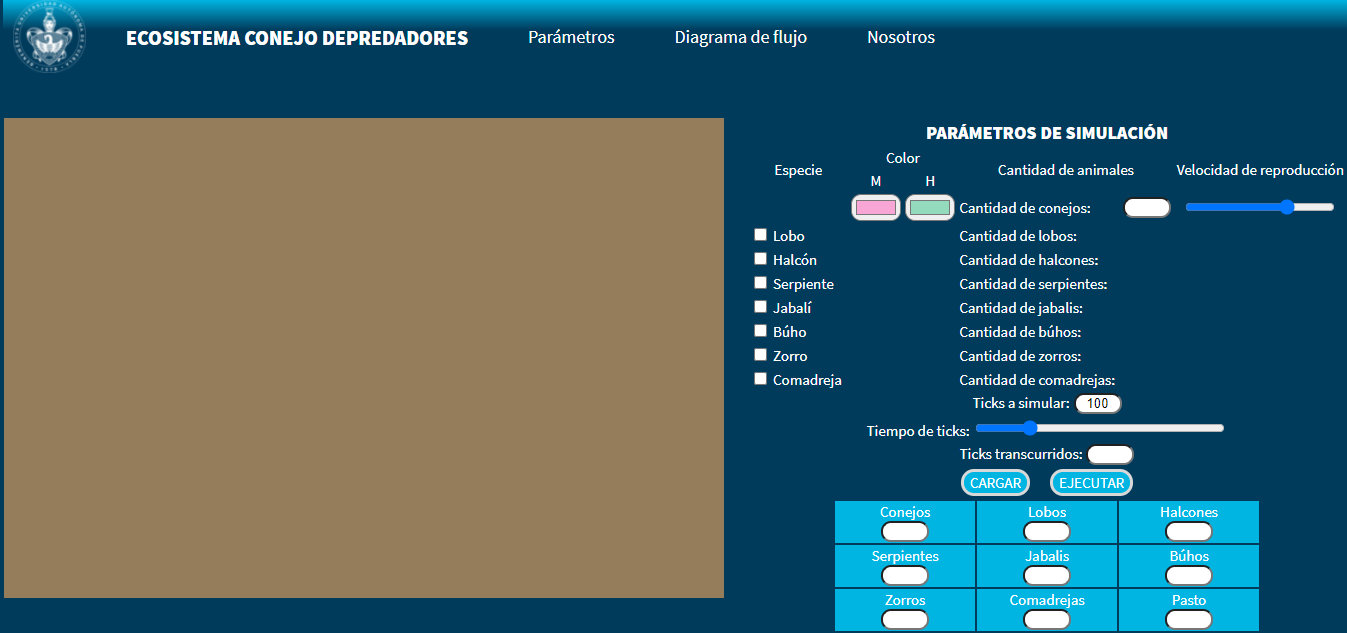 ECOSISTEMA CONEJO DEPREDADORES Parámetros Diagrama de flujo Nosotros
PARÁMETROS DE SIMULACIÓN
Especie Color Cantidad de animales Velocidad de reproducción
M H
Cantidad de conejos:
Lobo Cantidad de lobos:
Halcón Cantidad de halcones:
Serpiente Cantidad de serpientes:
Jabalí Cantidad de jabalis:
Búho Cantidad de búhos:
Zorro Cantidad de zorros:
Comadreja Cantidad de comadrejas:
Ticks a simular: 100
Tiempo de ticks:
Ticks transcurridos:
CARGAR EJECUTAR
Conejos Lobos Halcones
Serpientes Jabalis Búhos
Zorros Comadrejas Pasto